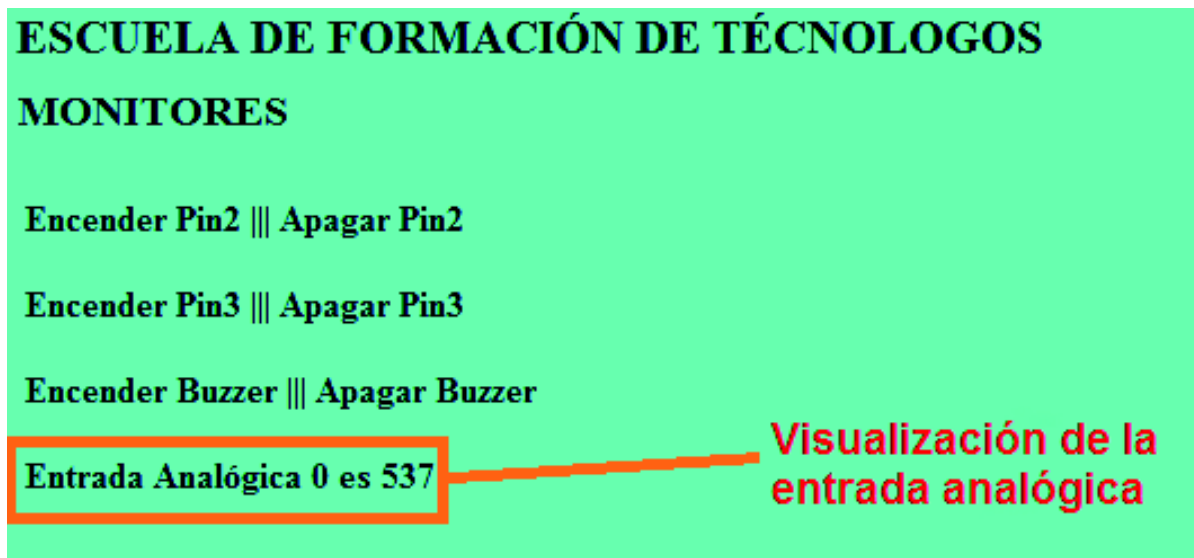 ESCUELA DE FORMACIÓN DE TÉCNOLOGOS
MONITORES
Encender Pin2 ||| Apagar Pin2
Encender Pin3 ||| Apagar Pin3
Encender Buzzer ||| Apagar Buzzer
Entrada Analógica 0 es 537
Visualización de la
entrada analógica